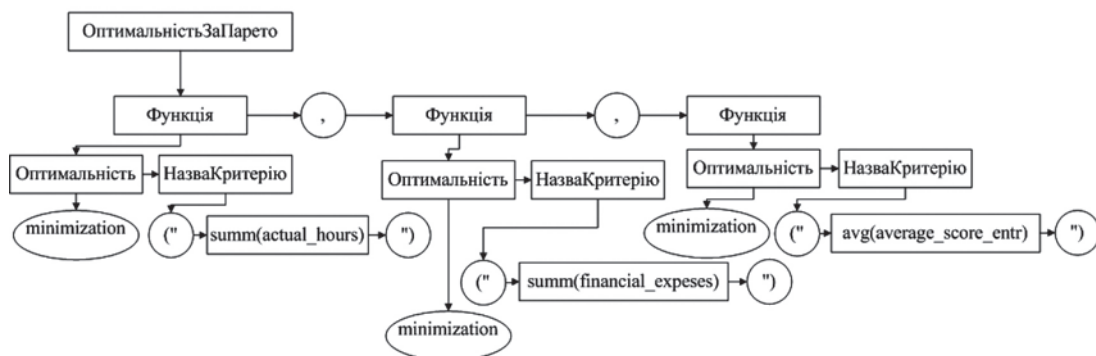 ОптимальністьЗаПарето
Функція , Функція , Функція
Оптимальність НазваКритерію Оптимальність НазваКритерію Оптимальність НазваКритерію
minimization (" summ(actual_hours) ") minimization (" avg(average_score_entr) ")
(" summ(financial_expeses) ")
minimization